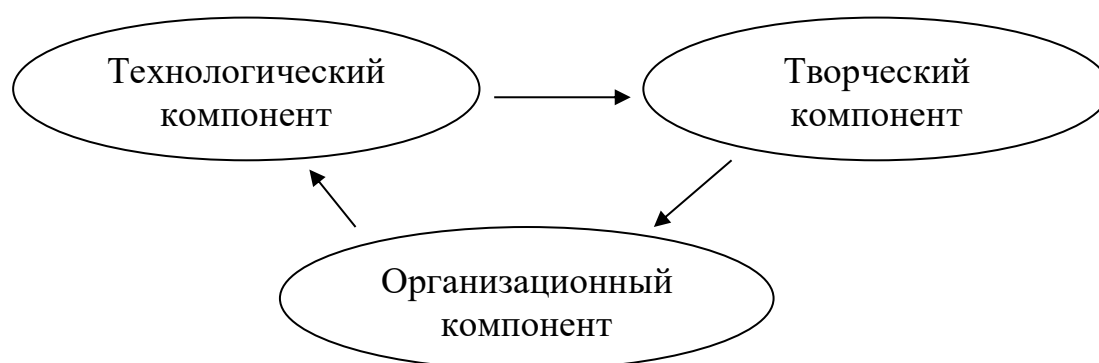 Технологический
компонент
Творческий
компонент
Организационный
компонент